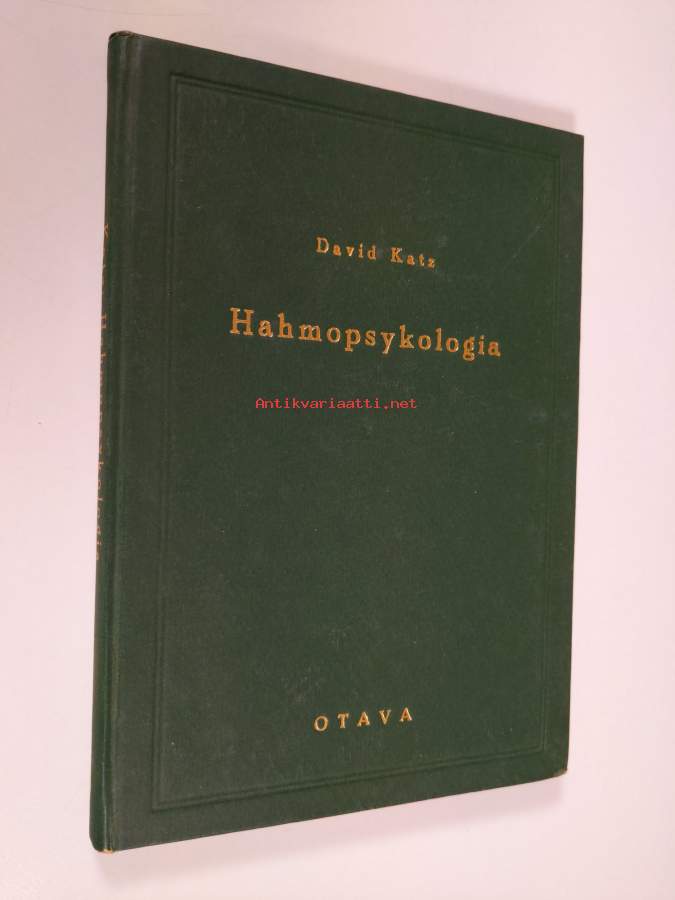 David Katz
Hahmopsykologia
Antikvariaatti.net
OTAVA